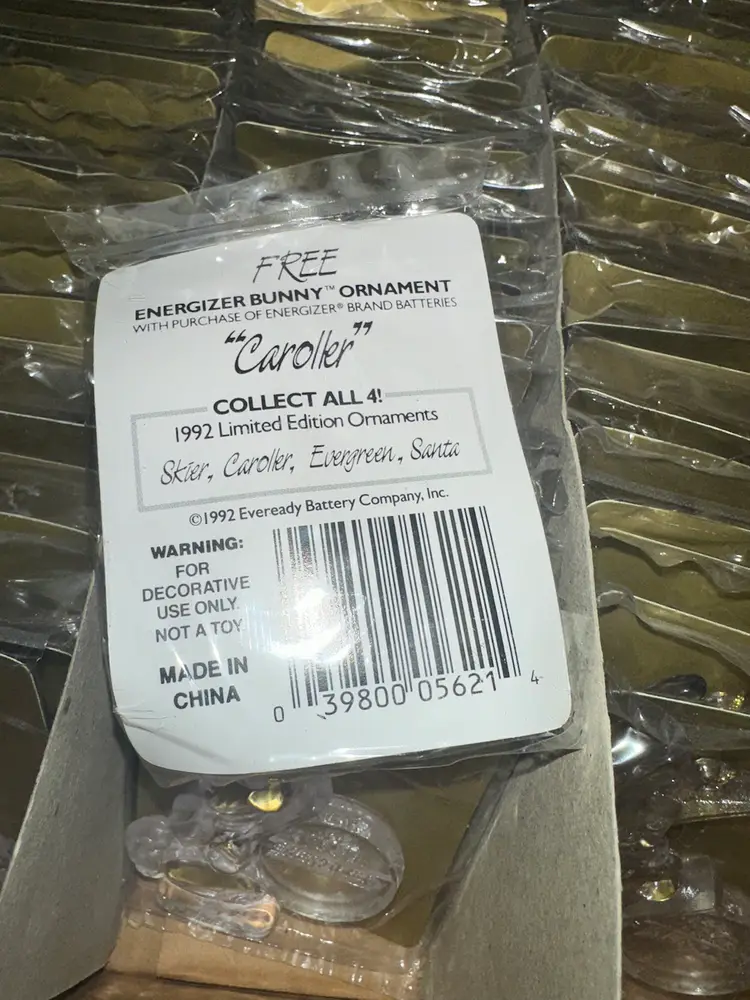 FREE
ENERGIZER BUNNY™ ORNAMENT
WITH PURCHASE OF ENERGIZER® BRAND BATTERIES
"Caroller"
COLLECT ALL 4!
1992 Limited Edition Ornaments
Skier, Caroller, Evergreen, Santa
©1992 Eveready Battery Company, Inc.
WARNING:
FOR
DECORATIVE
USE ONLY.
NOT A TOY
MADE IN
CHINA
0 39800 05621 4